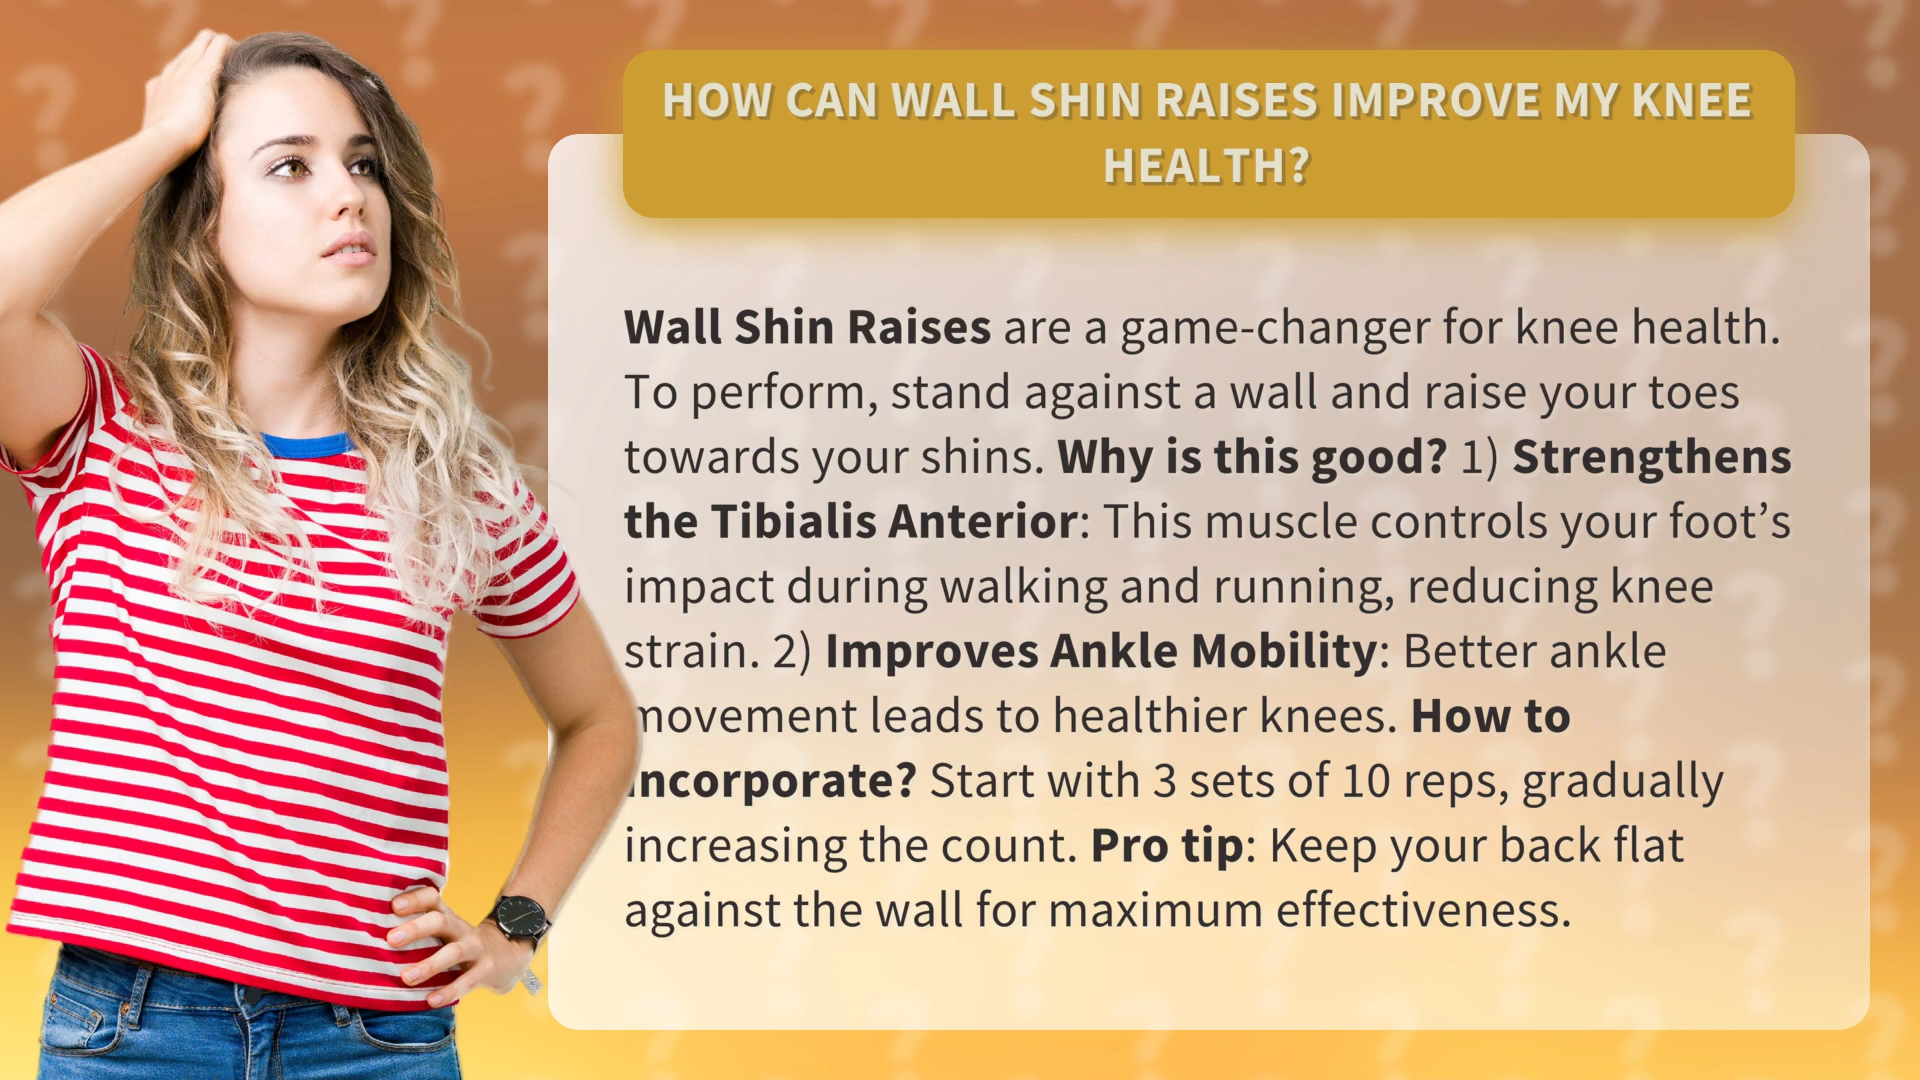 HOW CAN WALL SHIN RAISES IMPROVE MY KNEE
HEALTH?
Wall Shin Raises are a game-changer for knee health.
To perform, stand against a wall and raise your toes
towards your shins. Why is this good? 1) Strengthens
the Tibialis Anterior: This muscle controls your foot’s
impact during walking and running, reducing knee
strain. 2) Improves Ankle Mobility: Better ankle
movement leads to healthier knees. How to
incorporate? Start with 3 sets of 10 reps, gradually
increasing the count. Pro tip: Keep your back flat
against the wall for maximum effectiveness.